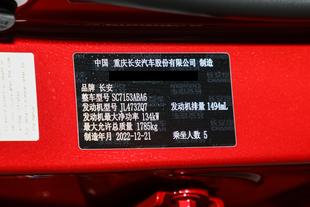 中国 重庆长安汽车股份有限公司 制造
品牌 长安
整车型号 SC7153ABA6
发动机型号 JL473ZQ7 发动机排量 1494mL
发动机最大净功率 134kW
最大允许总质量 1785kg
制造年月 2022-12-21 乘坐人数 5